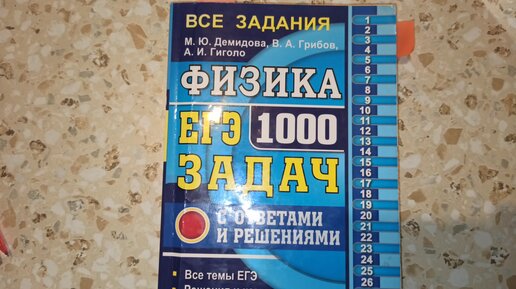 ВСЕ ЗАДАНИЯ
М. Ю. Демидова, В. А. Грибов,
А. И. Гиголо
ФИЗИКА
ЕГЭ 1000
ЗАДАЧ
С ОТВЕТАМИ
И РЕШЕНИЯМИ
• Все темы ЕГЭ
1
2
3
4
5
6
7
8
9
10
11
12
13
14
15
16
17
18
19
20
21
22
23
24
25
26